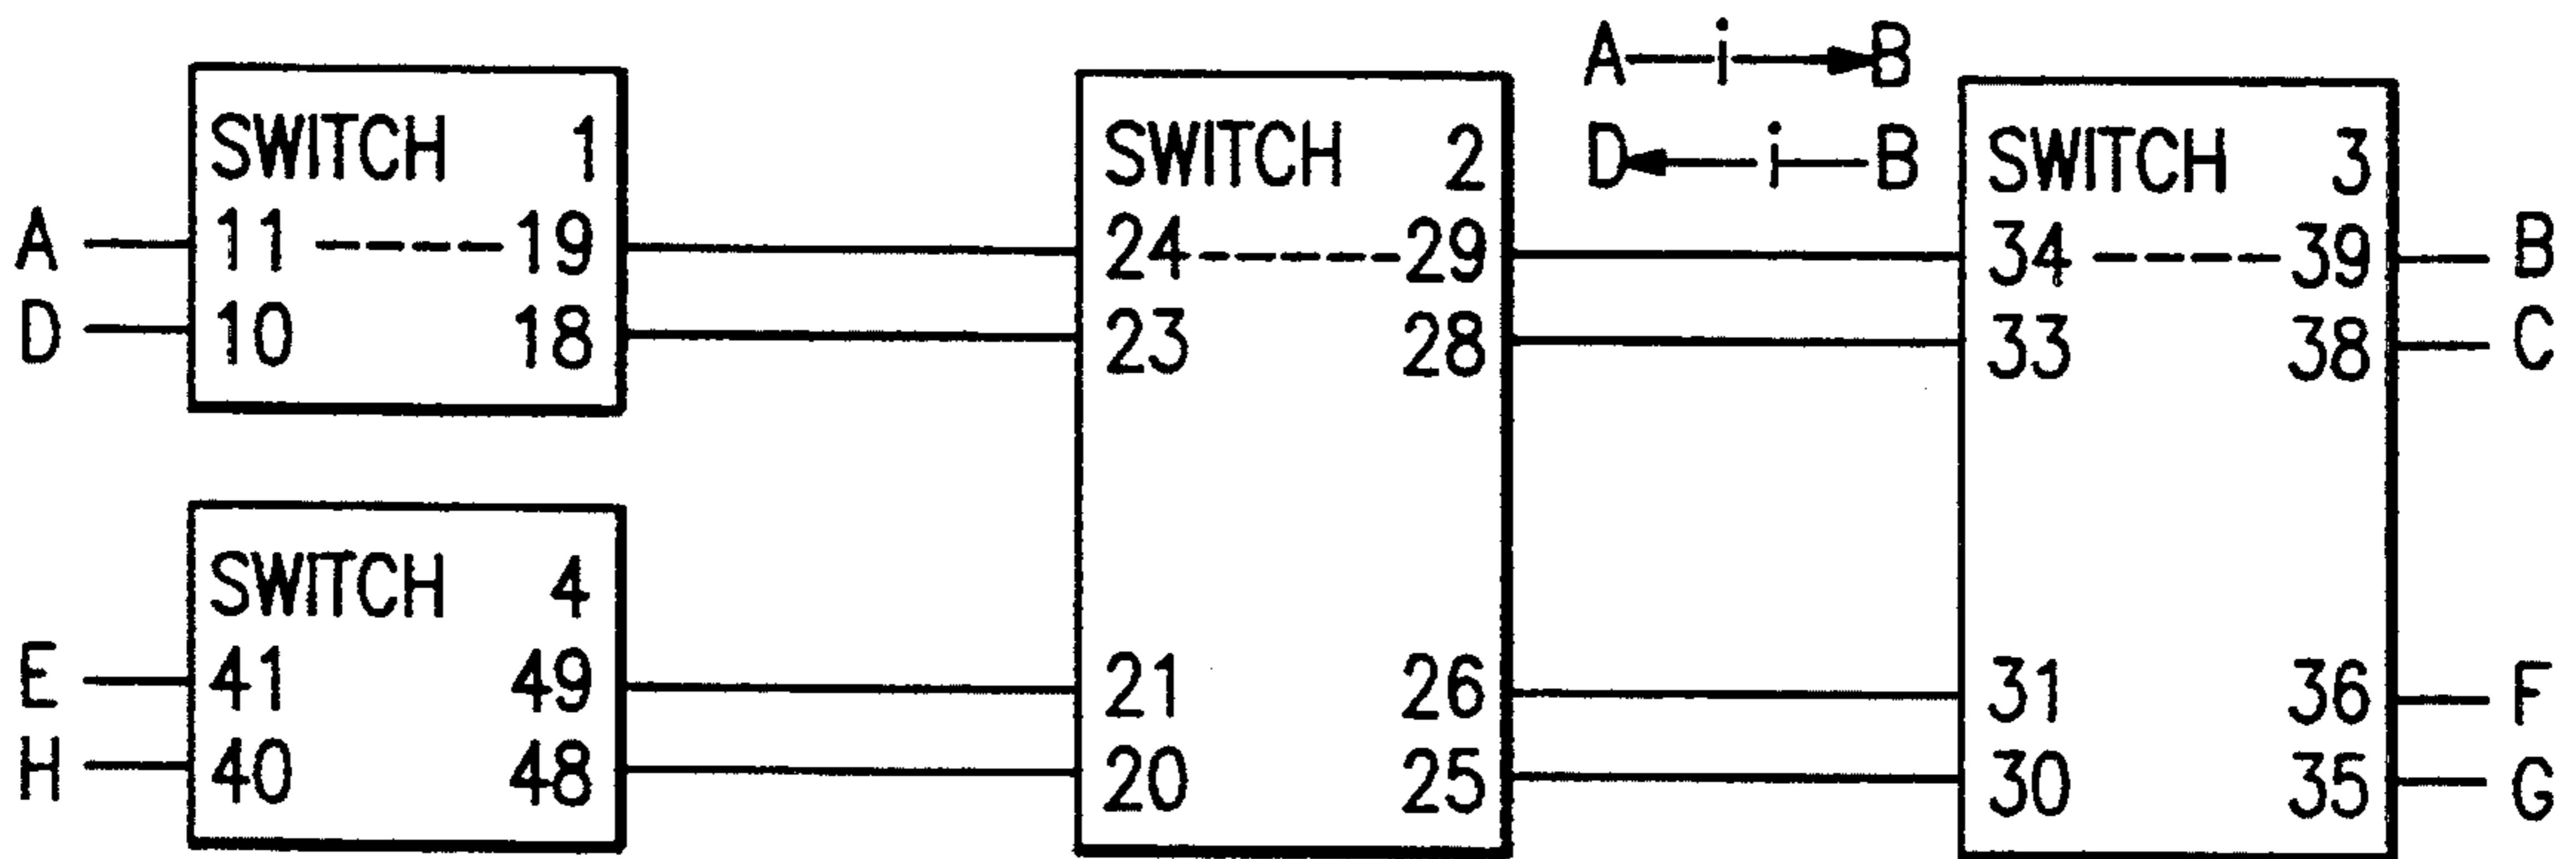 A—i→B
D←i—B
SWITCH 1
A 11 ----- 19
D 10 18
SWITCH 4
E 41 49
H 40 48
SWITCH 2
24 ------ 29
23 28
21 26
20 25
SWITCH 3
34 ----- 39 B
33 38 C
31 36 F
30 35 G